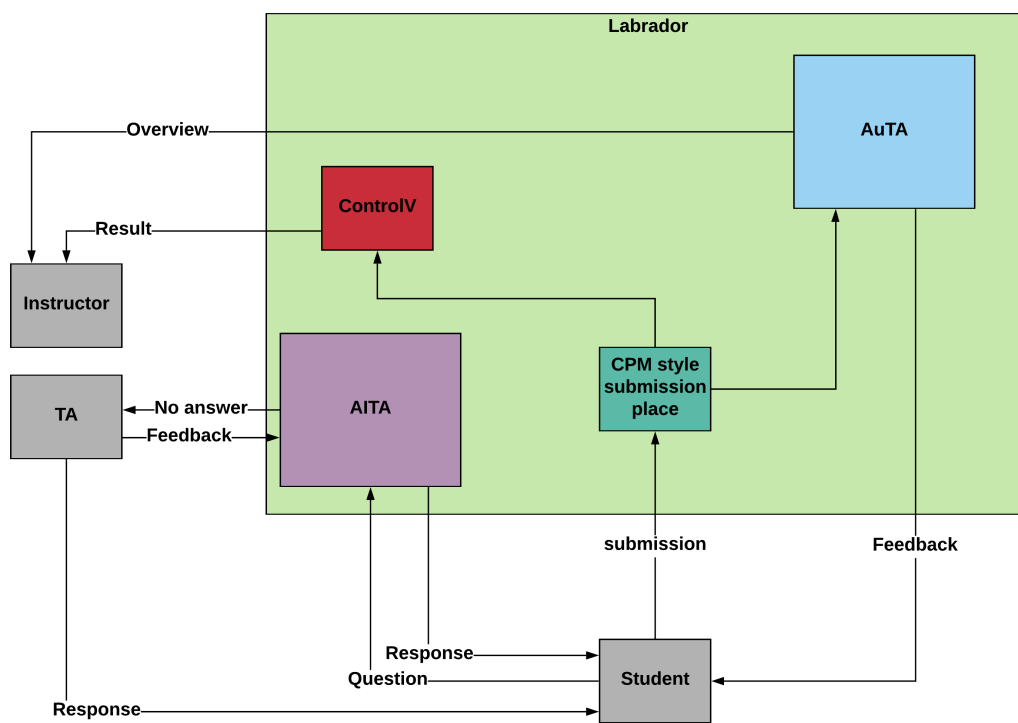 Labrador
Overview
AuTA
ControlV
Result
Instructor
CPM style
submission
place
AITA
No answer
TA
Feedback
submission
Feedback
Response
Question
Student
Response